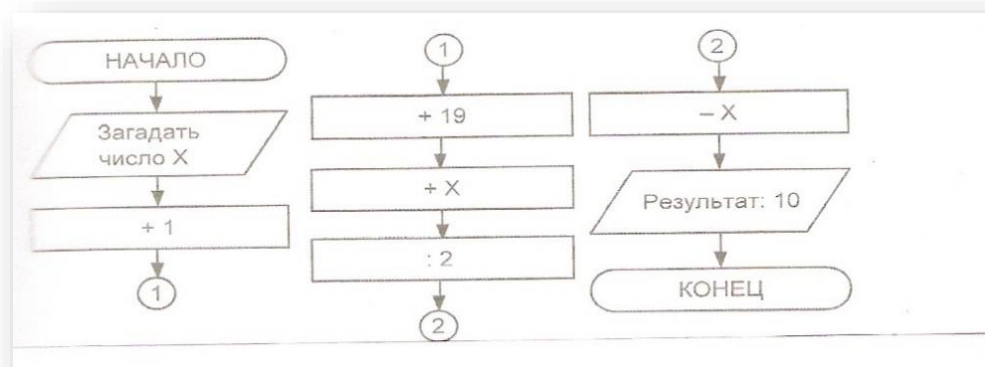 НАЧАЛО
Загадать
число X
+ 1
1
1
+ 19
+ X
: 2
2
2
– X
Результат: 10
КОНЕЦ